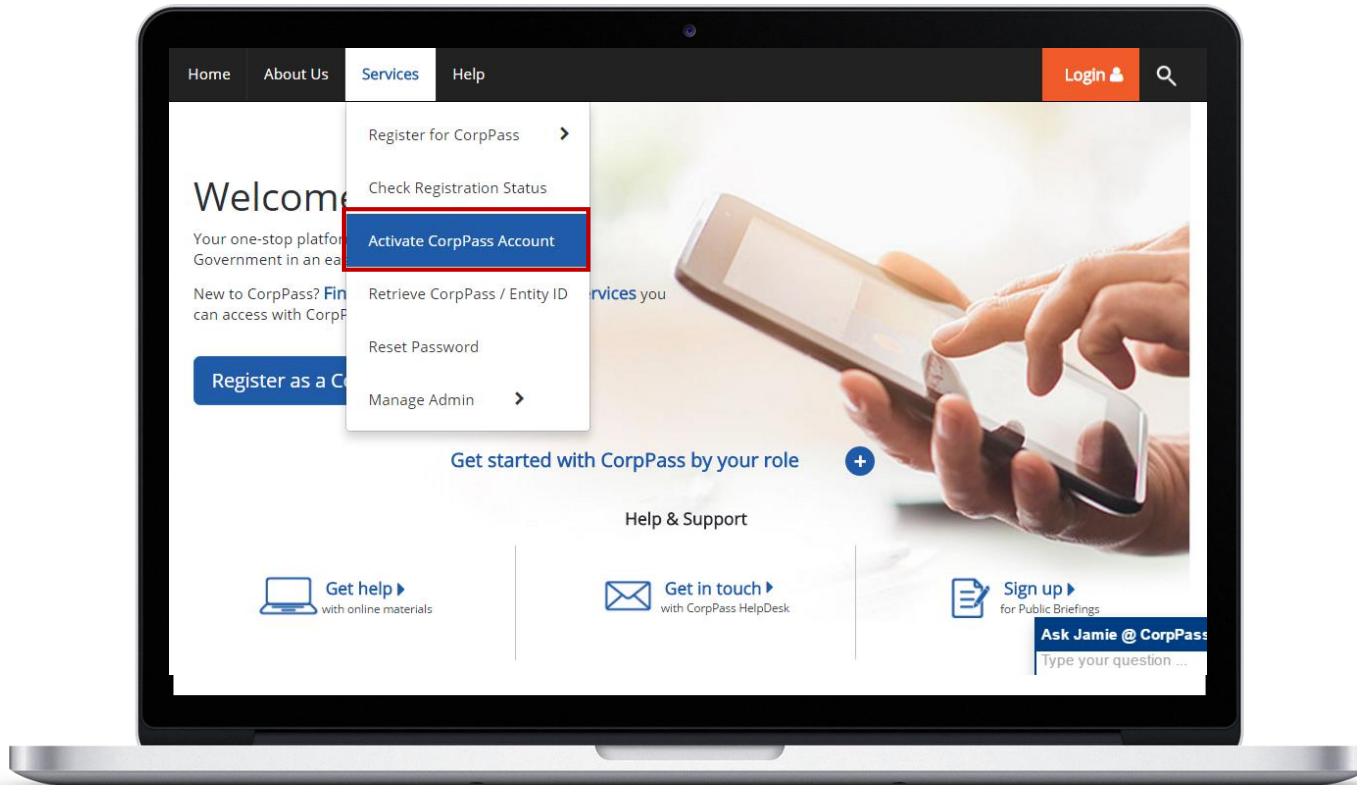 Home About Us Services Help Login
Register for CorpPass
Check Registration Status
Activate CorpPass Account
Retrieve CorpPass / Entity ID
Reset Password
Manage Admin
Welcome
Your one-stop platfor
Government in an ea
New to CorpPass? Fin rvices you
can access with CorpP
Register as a C
Get started with CorpPass by your role
Help & Support
Get help
with online materials
Get in touch
with CorpPass HelpDesk
Sign up
for Public Briefings
Ask Jamie @ CorpPass
Type your question ...